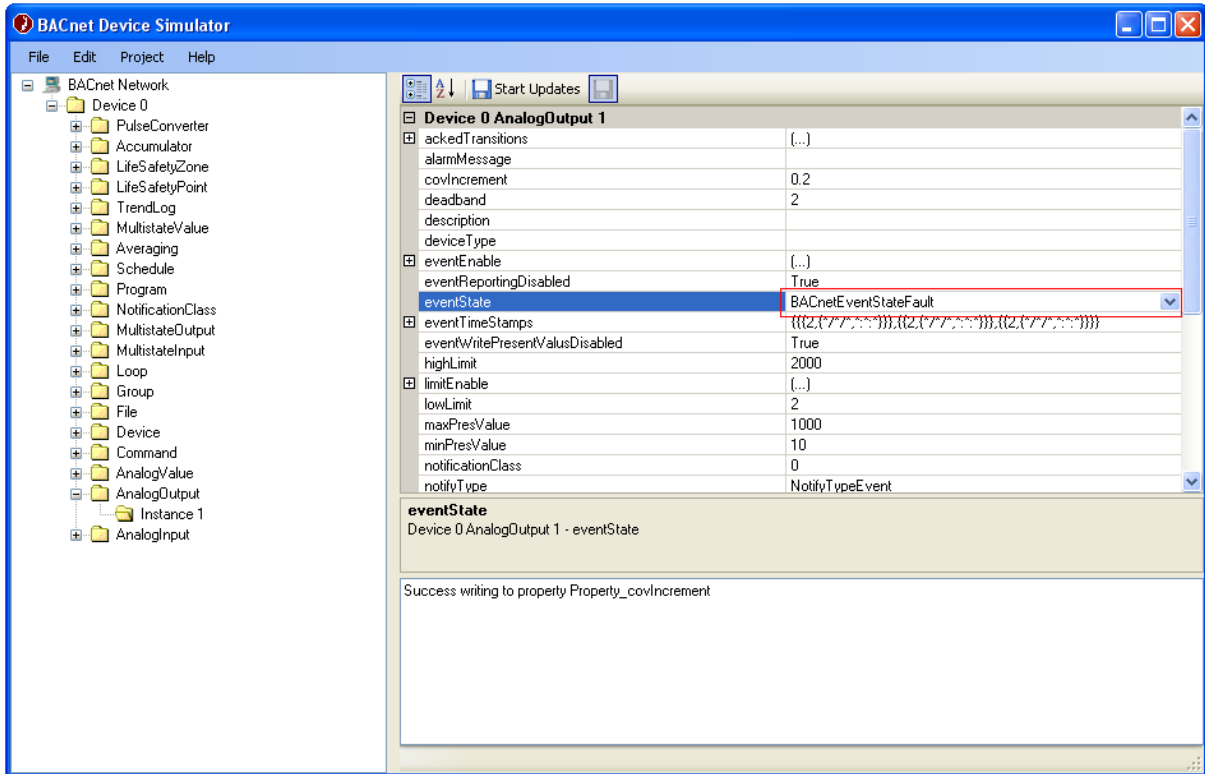 BACnet Device Simulator
File Edit Project Help
BACnet Network
Device 0
PulseConverter
Accumulator
LifeSafetyZone
LifeSafetyPoint
TrendLog
MultistateValue
Averaging
Schedule
Program
NotificationClass
MultistateOutput
MultistateInput
Loop
Group
File
Device
Command
AnalogValue
AnalogOutput
Instance 1
AnalogInput
Start Updates
Device 0 AnalogOutput 1
ackedTransitions (...)
alarmMessage
covIncrement 0.2
deadband 2
description
deviceType
eventEnable (...)
eventReportingDisabled True
eventState BACnetEventStateFault
eventTimeStamps {{{2,{*/*/*,*:*:*}}},{{2,{*/*/*,*:*:*}}},{{2,{*/*/*,*:*:*}}}}
eventWritePresentValusDisabled True
highLimit 2000
limitEnable (...)
lowLimit 2
maxPresValue 1000
minPresValue 10
notificationClass 0
notifyType NotifyTypeEvent
eventState
Device 0 AnalogOutput 1 - eventState
Success writing to property Property_covIncrement